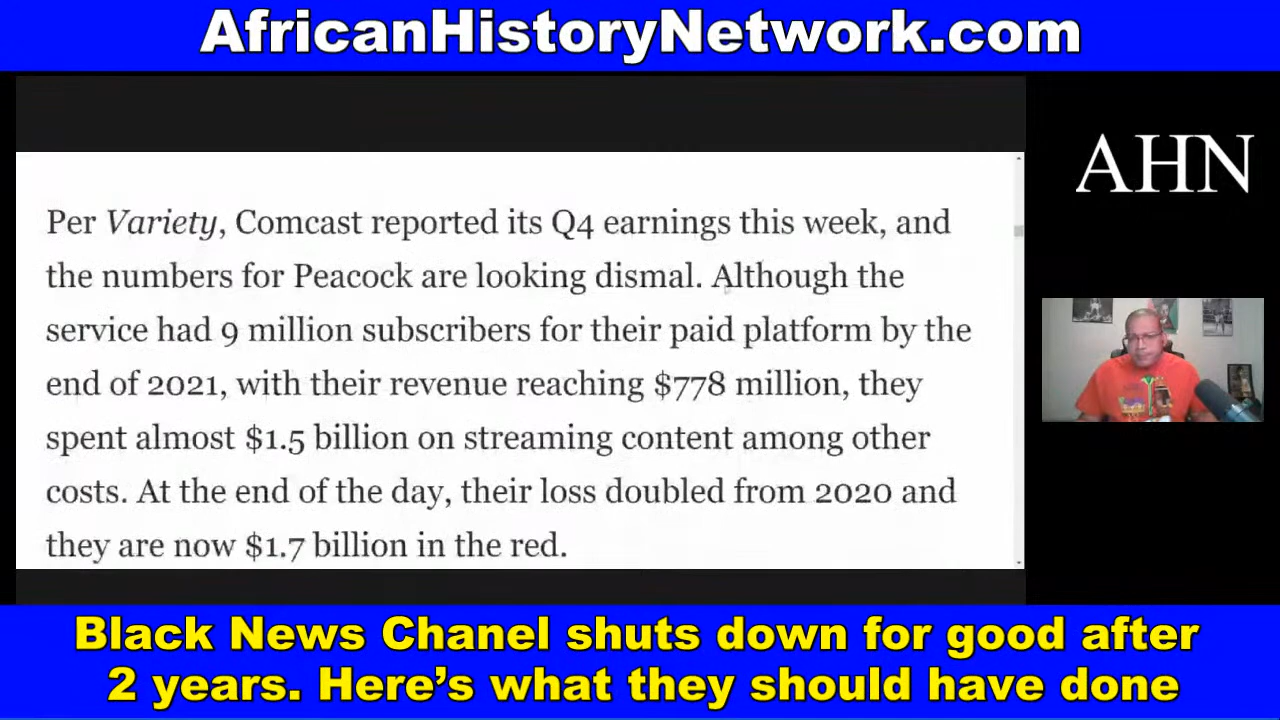 AfricanHistoryNetwork.com
AHN
Per Variety, Comcast reported its Q4 earnings this week, and
the numbers for Peacock are looking dismal. Although the
service had 9 million subscribers for their paid platform by the
end of 2021, with their revenue reaching $778 million, they
spent almost $1.5 billion on streaming content among other
costs. At the end of the day, their loss doubled from 2020 and
they are now $1.7 billion in the red.
Black News Chanel shuts down for good after
2 years. Here’s what they should have done